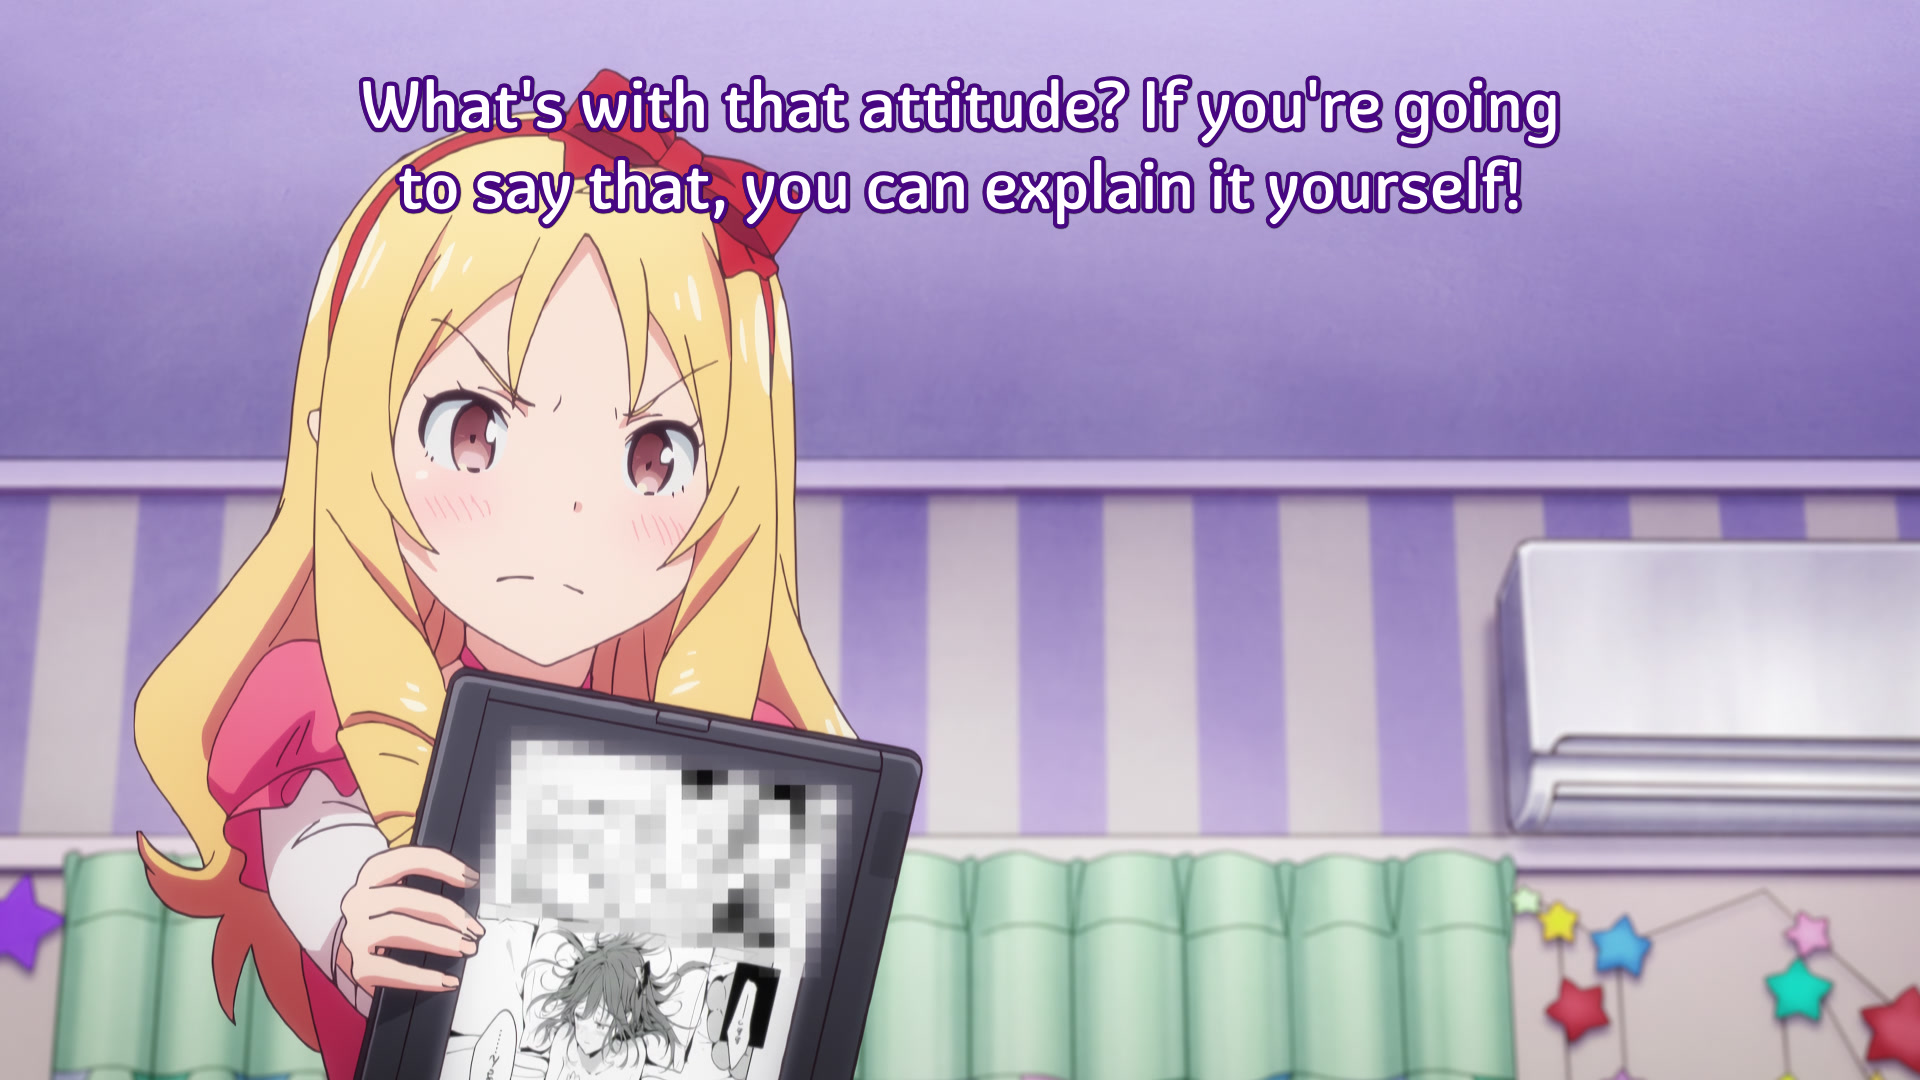 What's with that attitude? If you're going
to say that, you can explain it yourself!